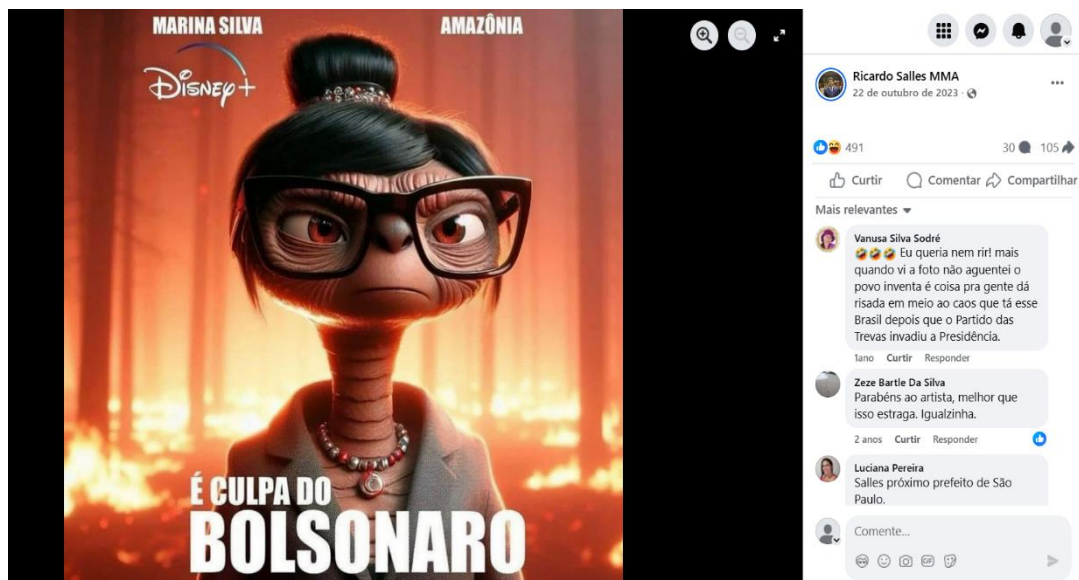 MARINA SILVA
AMAZÔNIA
Disney+
É CULPA DO
BOLSONARO
Ricardo Salles MMA
22 de outubro de 2023 ·
491
30
105
Curtir
Comentar
Compartilhar
Mais relevantes
Vanusa Silva Sodré
🤣🤣🤣 Eu queria nem rir! mais
quando vi a foto não aguentei o
povo inventa é coisa pra gente dá
risada em meio ao caos que tá esse
Brasil depois que o Partido das
Trevas invadiu a Presidência.
1ano Curtir Responder
Zeze Bartle Da Silva
Parabéns ao artista, melhor que
isso estraga. Igualzinha.
2 anos Curtir Responder
Luciana Pereira
Salles próximo prefeito de São
Paulo.
Comente...
GIF